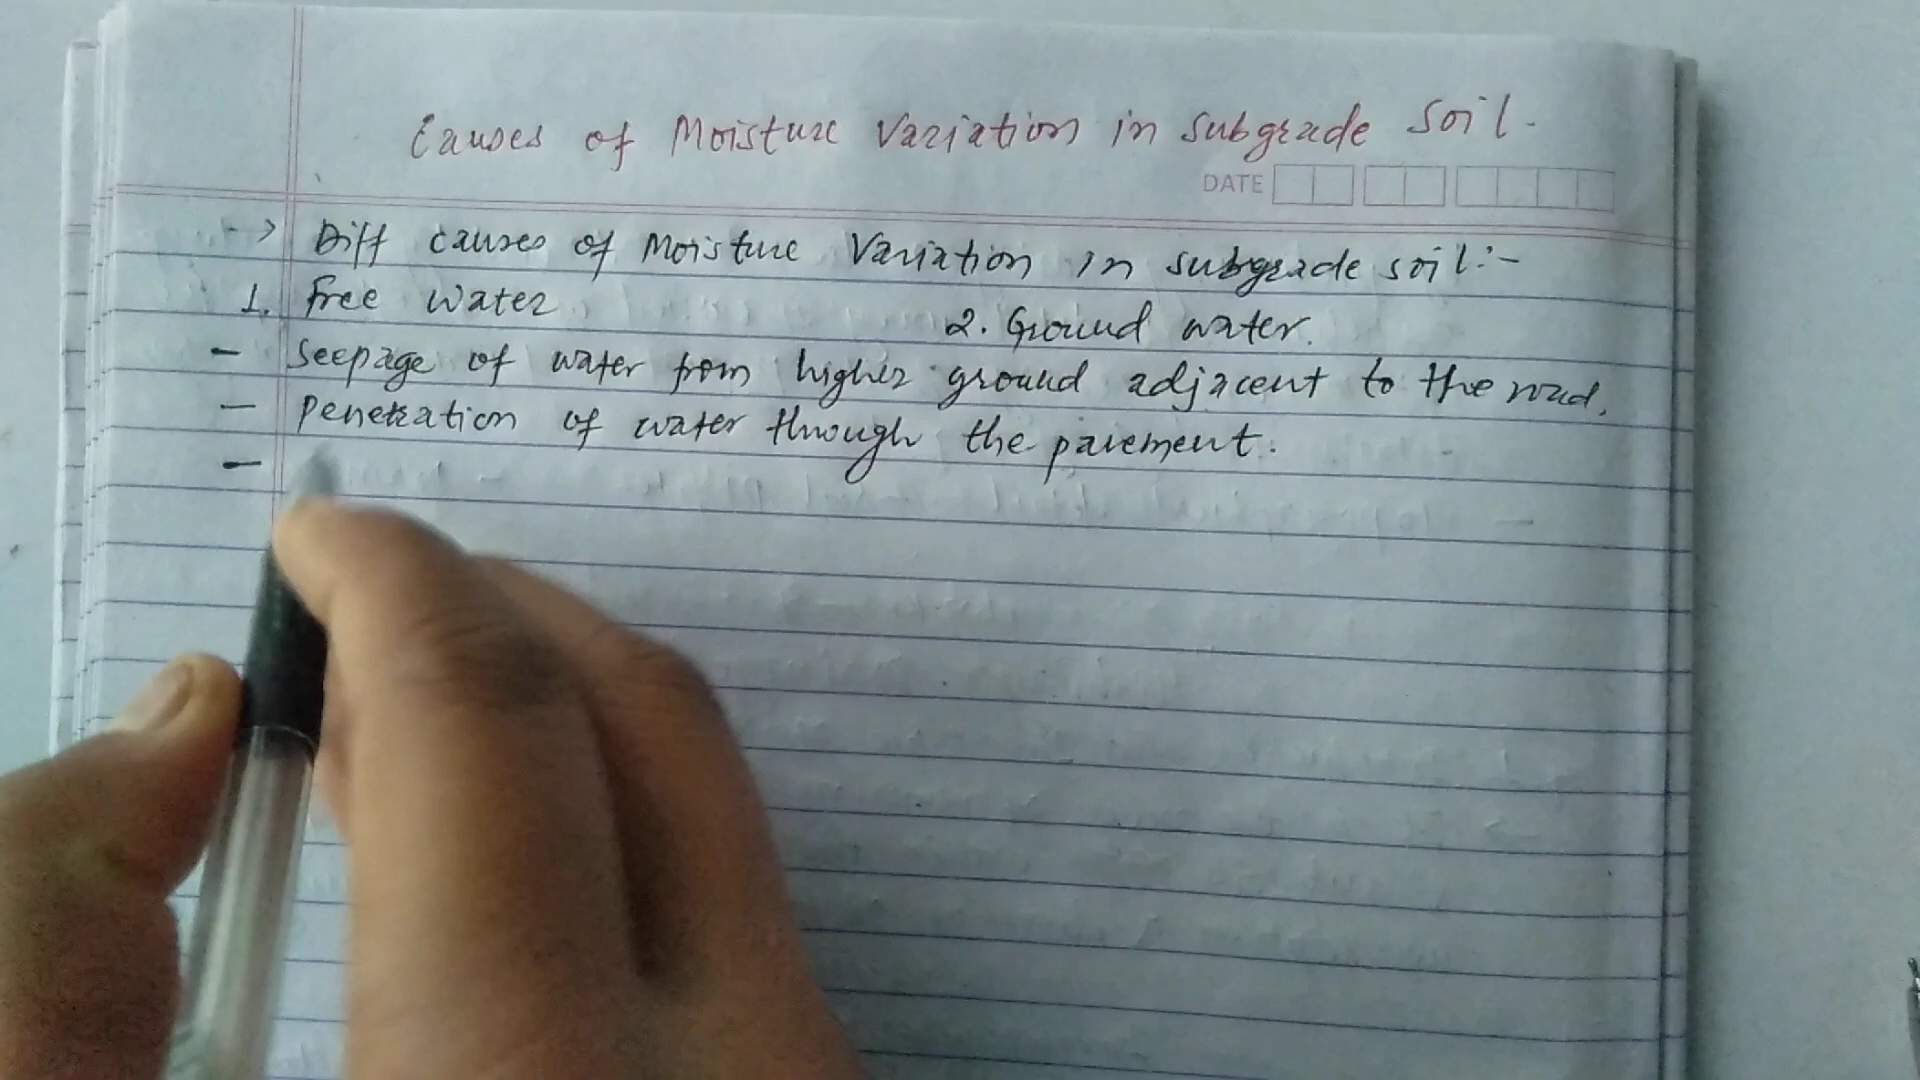 Causes of Moisture Variation in subgrade soil.
DATE
-> Diff causes of Moisture Variation in subgrade soil:-
1. Free Water 2. Ground water.
- Seepage of water from higher ground adjacent to the road.
- Penetration of water through the pavement.
-